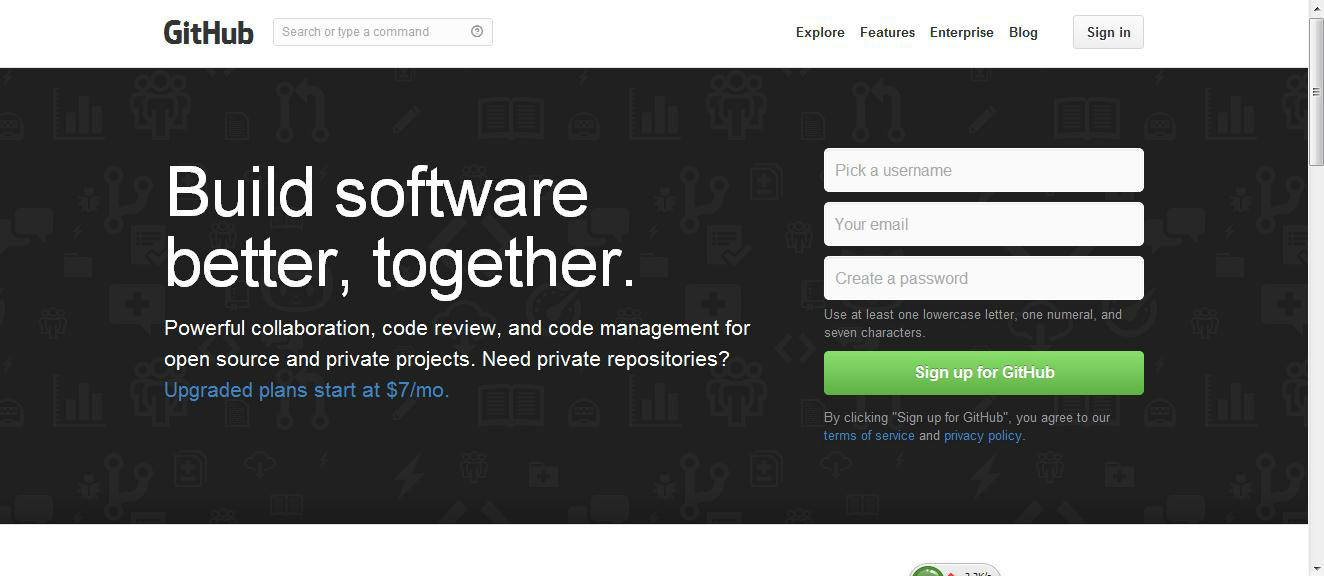 GitHub
Search or type a command
Explore Features Enterprise Blog
Sign in
Build software
better, together.
Powerful collaboration, code review, and code management for
open source and private projects. Need private repositories?
Upgraded plans start at $7/mo.
Pick a username
Your email
Create a password
Use at least one lowercase letter, one numeral, and
seven characters.
Sign up for GitHub
By clicking "Sign up for GitHub", you agree to our
terms of service and privacy policy.